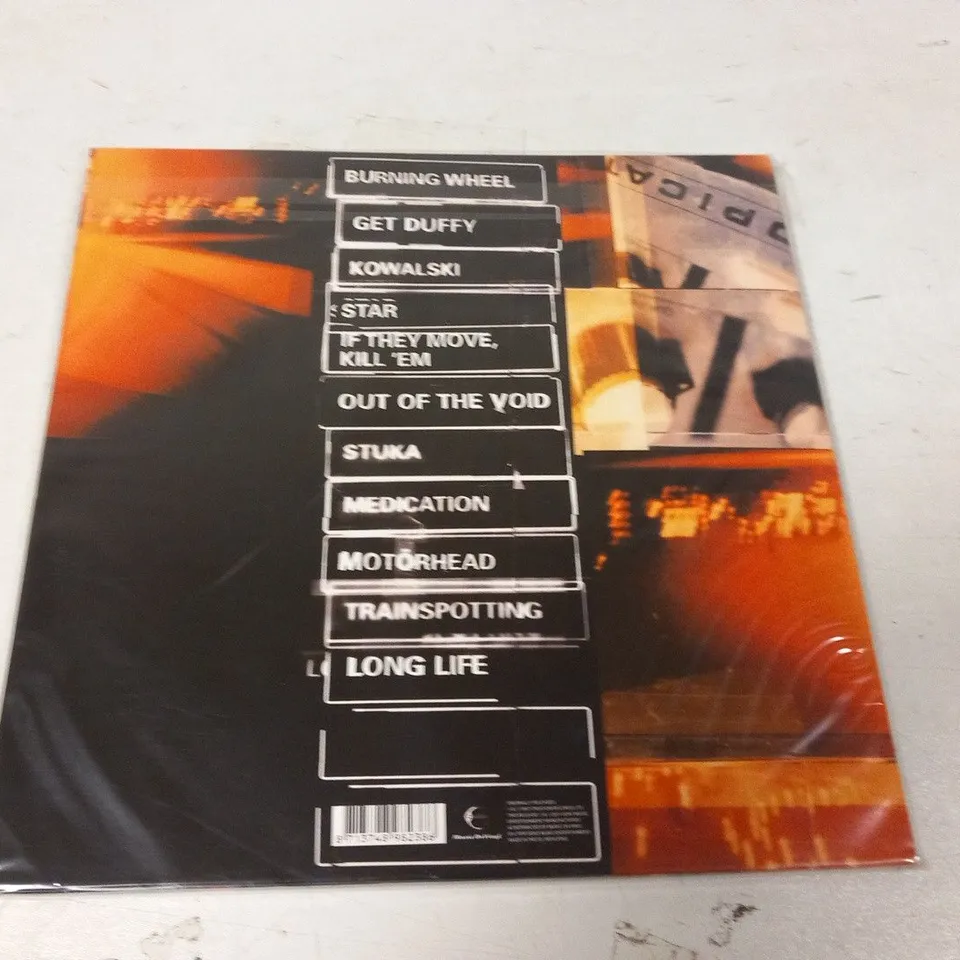 BURNING WHEEL
GET DUFFY
KOWALSKI
STAR
IF THEY MOVE,
KILL 'EM
OUT OF THE VOID
STUKA
MEDICATION
MOTÖRHEAD
TRAINSPOTTING
LONG LIFE
8713748982386